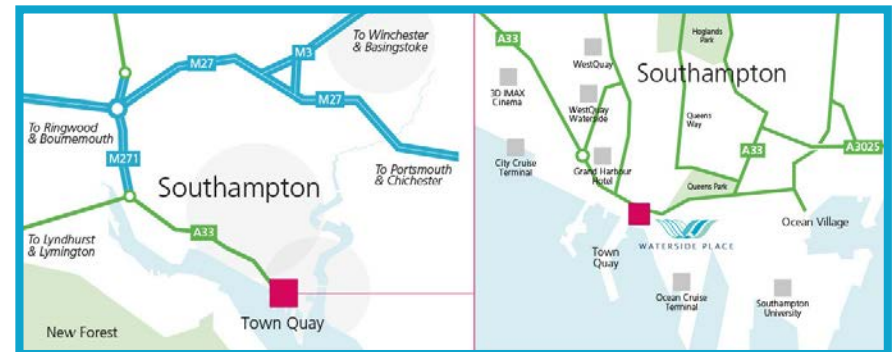 To Winchester
& Basingstoke
M3
M27
M27
To Ringwood
& Bournemouth
M271
To Portsmouth
& Chichester
Southampton
To Lyndhurst
& Lymington
A33
Town Quay
New Forest
A33
Hoglands
Park
WestQuay
Southampton
3D IMAX
Cinema
WestQuay
Waterside
Queens
Way
A33
A3025
City Cruise
Terminal
Grand Harbour
Hotel
Queens Park
Ocean Village
Town
Quay
WATERSIDE PLACE
Ocean Cruise
Terminal
Southampton
University